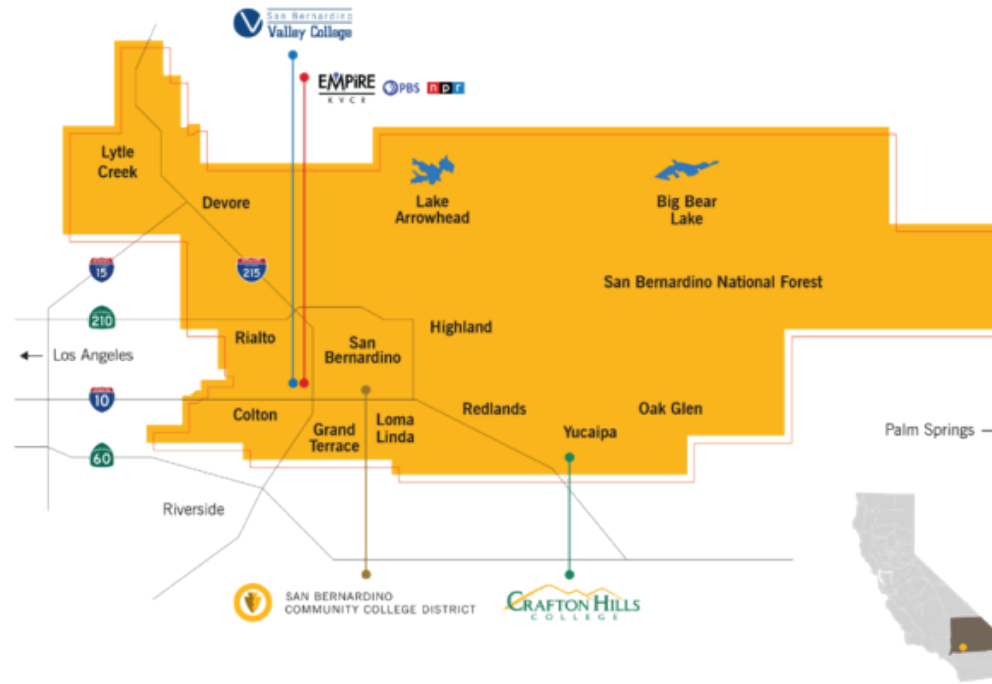 San Bernardino
Valley College
EMPIRE
KVCR
PBS
npr
Lytle
Creek
Devore
Lake
Arrowhead
Big Bear
Lake
15
215
San Bernardino National Forest
210
Rialto
San
Bernardino
Highland
Los Angeles
10
Colton
Grand
Terrace
Loma
Linda
Redlands
Oak Glen
Yucaipa
Palm Springs
60
Riverside
SAN BERNARDINO
COMMUNITY COLLEGE DISTRICT
CRAFTON HILLS
COLLEGE